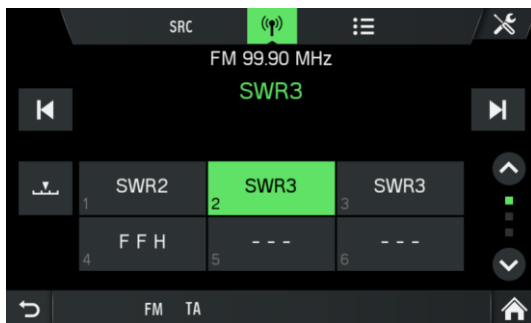 SRC
FM 99.90 MHz
SWR3
SWR2 SWR3 SWR3
1 2 3
F F H - - - - - -
4 5 6
FM TA